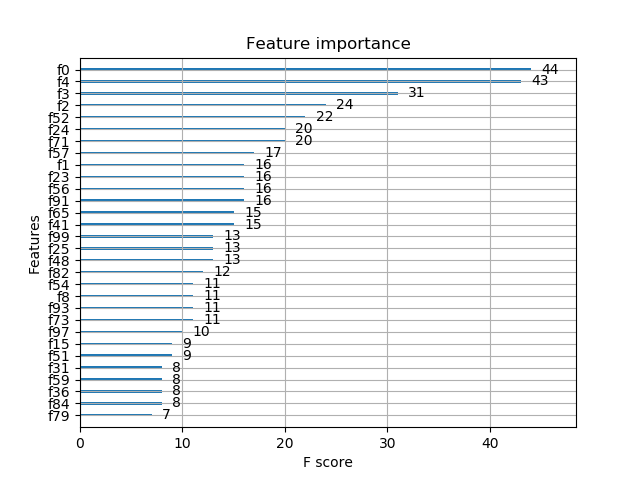 Feature importance
f0 44
f4 43
f3 31
f2 24
f52 22
f24 20
f71 20
f57 17
f1 16
f23 16
f56 16
f91 16
f65 15
f41 15
f99 13
f25 13
f48 13
f82 12
f54 11
f8 11
f93 11
f73 11
f97 10
f15 9
f51 9
f31 8
f59 8
f36 8
f84 8
f79 7
Features
0 10 20 30 40
F score